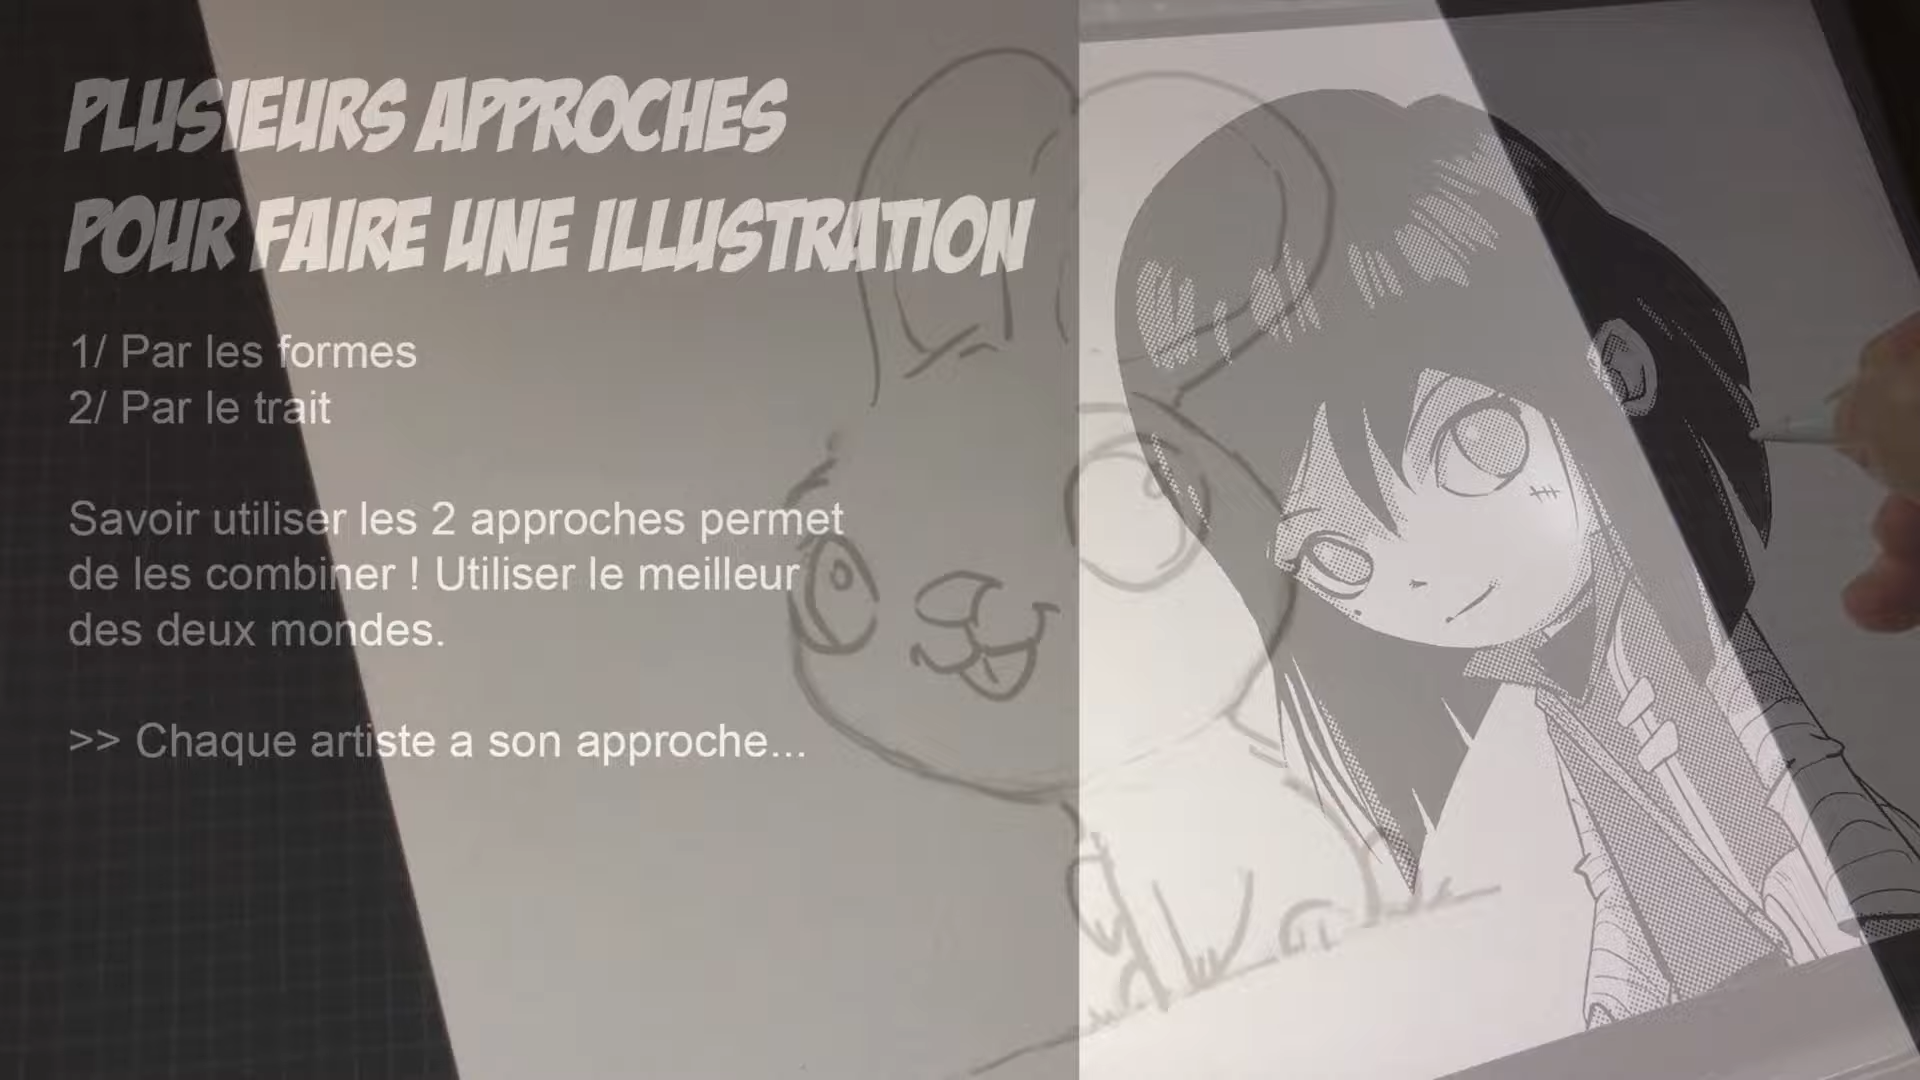 PLUSIEURS APPROCHES
POUR FAIRE UNE ILLUSTRATION
1/ Par les formes
2/ Par le trait
Savoir utiliser les 2 approches permet
de les combiner ! Utiliser le meilleur
des deux mondes.
>> Chaque artiste a son approche...